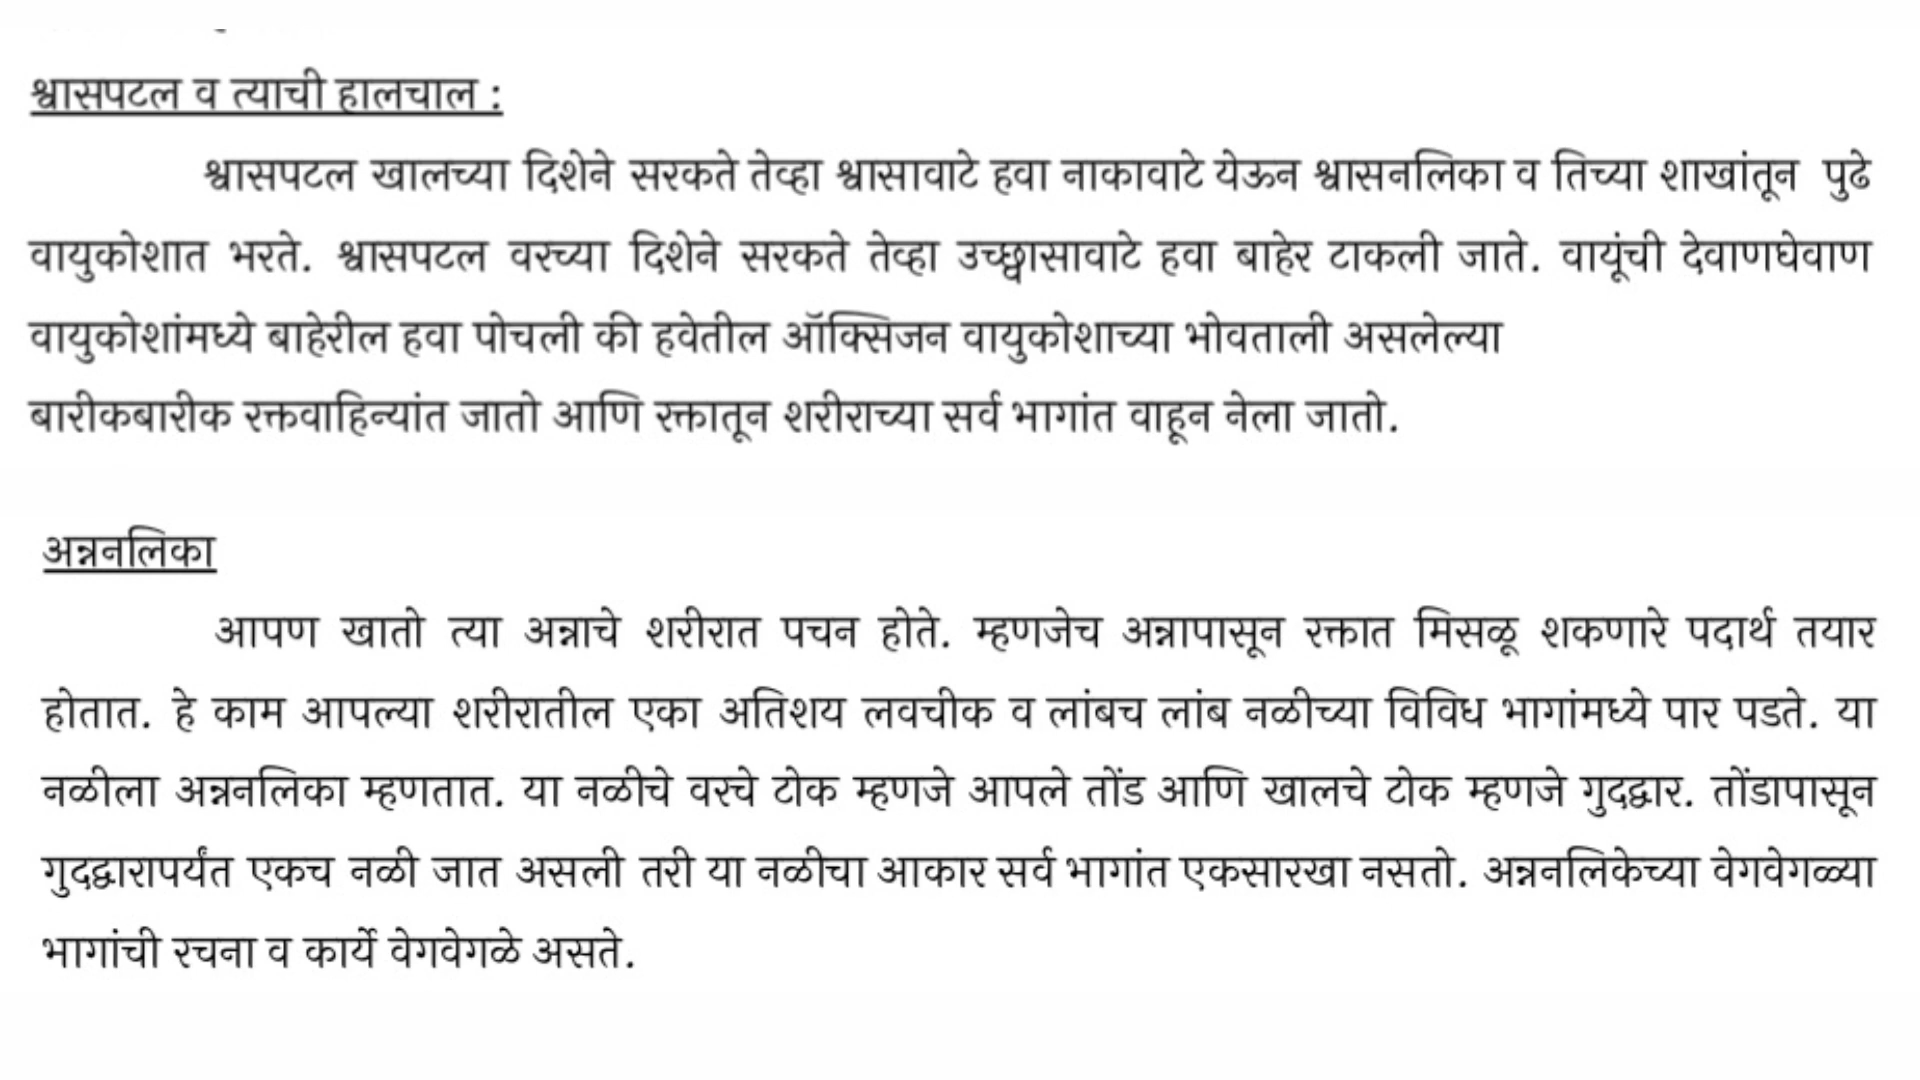 श्वासपटल व त्याची हालचाल :
श्वासपटल खालच्या दिशेने सरकते तेव्हा श्वासावाटे हवा नाकावाटे येऊन श्वासनलिका व तिच्या शाखांतून पुढे
वायुकोशात भरते. श्वासपटल वरच्या दिशेने सरकते तेव्हा उच्छ्वासावाटे हवा बाहेर टाकली जाते. वायूंची देवाणघेवाण
वायुकोशांमध्ये बाहेरील हवा पोचली की हवेतील ऑक्सिजन वायुकोशाच्या भोवताली असलेल्या
बारीकबारीक रक्तवाहिन्यांत जातो आणि रक्तातून शरीराच्या सर्व भागांत वाहून नेला जातो.
अन्ननलिका
आपण खातो त्या अन्नाचे शरीरात पचन होते. म्हणजेच अन्नापासून रक्तात मिसळू शकणारे पदार्थ तयार
होतात. हे काम आपल्या शरीरातील एका अतिशय लवचीक व लांबच लांब नळीच्या विविध भागांमध्ये पार पडते. या
नळीला अन्ननलिका म्हणतात. या नळीचे वरचे टोक म्हणजे आपले तोंड आणि खालचे टोक म्हणजे गुदद्वार. तोंडापासून
गुदद्वारापर्यंत एकच नळी जात असली तरी या नळीचा आकार सर्व भागांत एकसारखा नसतो. अन्ननलिकेच्या वेगवेगळ्या
भागांची रचना व कार्ये वेगवेगळे असते.